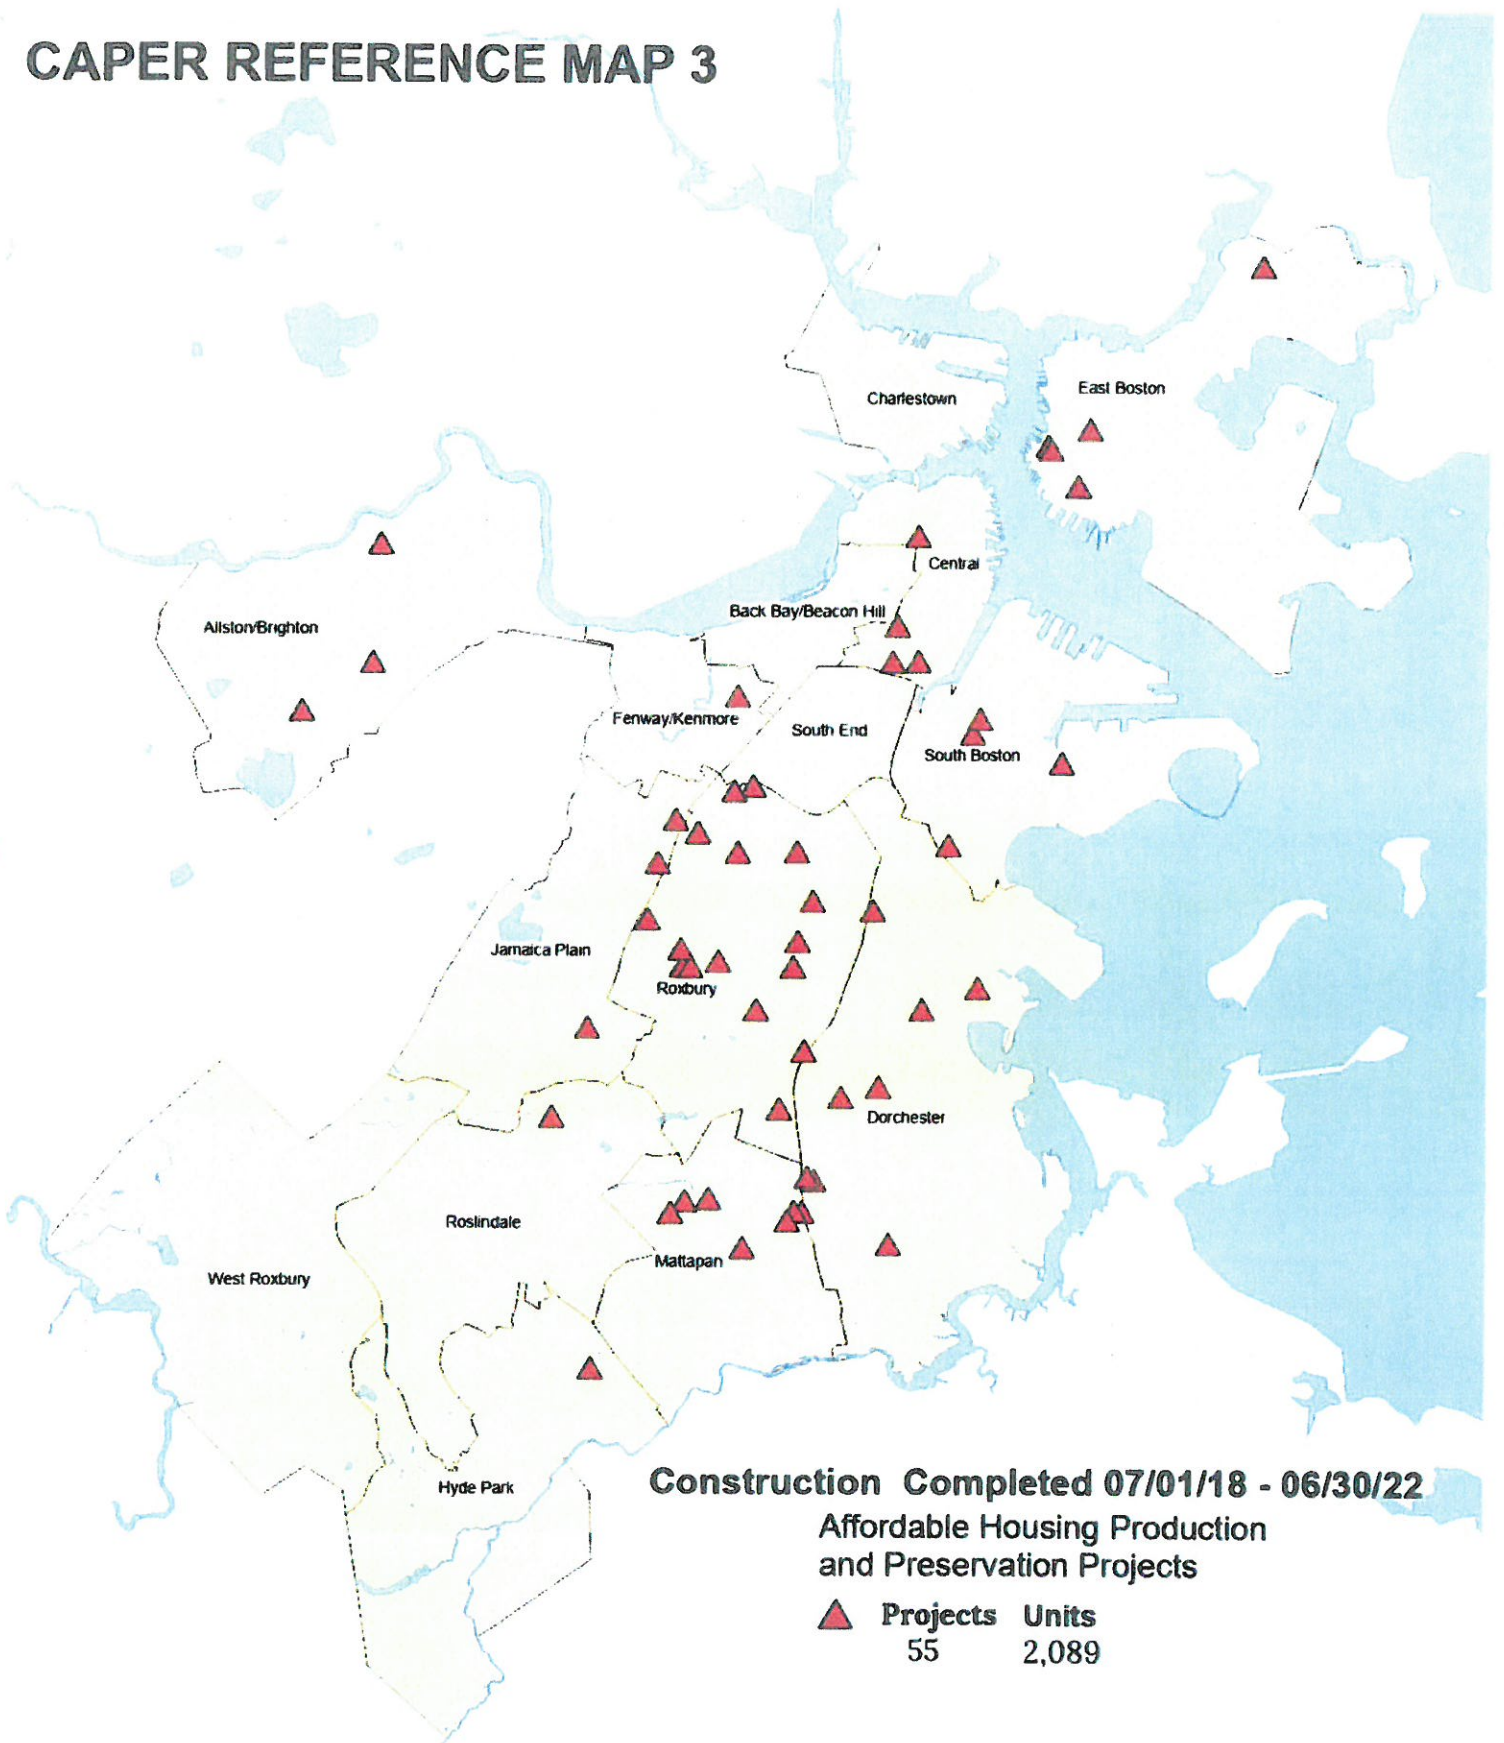 CAPER REFERENCE MAP 3
Charlestown
East Boston
Central
Back Bay/Beacon Hill
Allston/Brighton
Fenway/Kenmore
South End
South Boston
Jamaica Plain
Roxbury
Dorchester
Roslindale
Mattapan
West Roxbury
Hyde Park
Construction Completed 07/01/18 - 06/30/22
Affordable Housing Production
and Preservation Projects
Projects Units
55 2,089